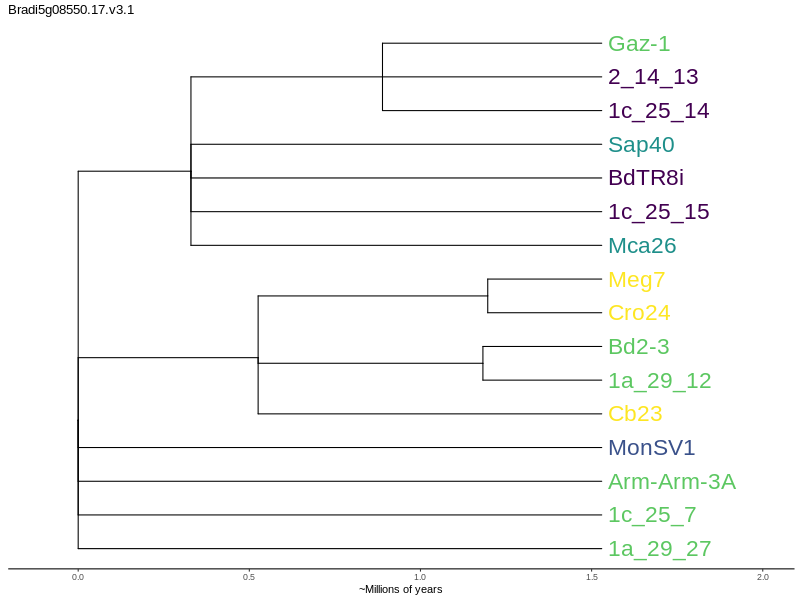 Bradi5g08550.17.v3.1
Gaz-1
2_14_13
1c_25_14
Sap40
BdTR8i
1c_25_15
Mca26
Meg7
Cro24
Bd2-3
1a_29_12
Cb23
MonSV1
Arm-Arm-3A
1c_25_7
1a_29_27
0.0 0.5 1.0 1.5 2.0
~Millions of years